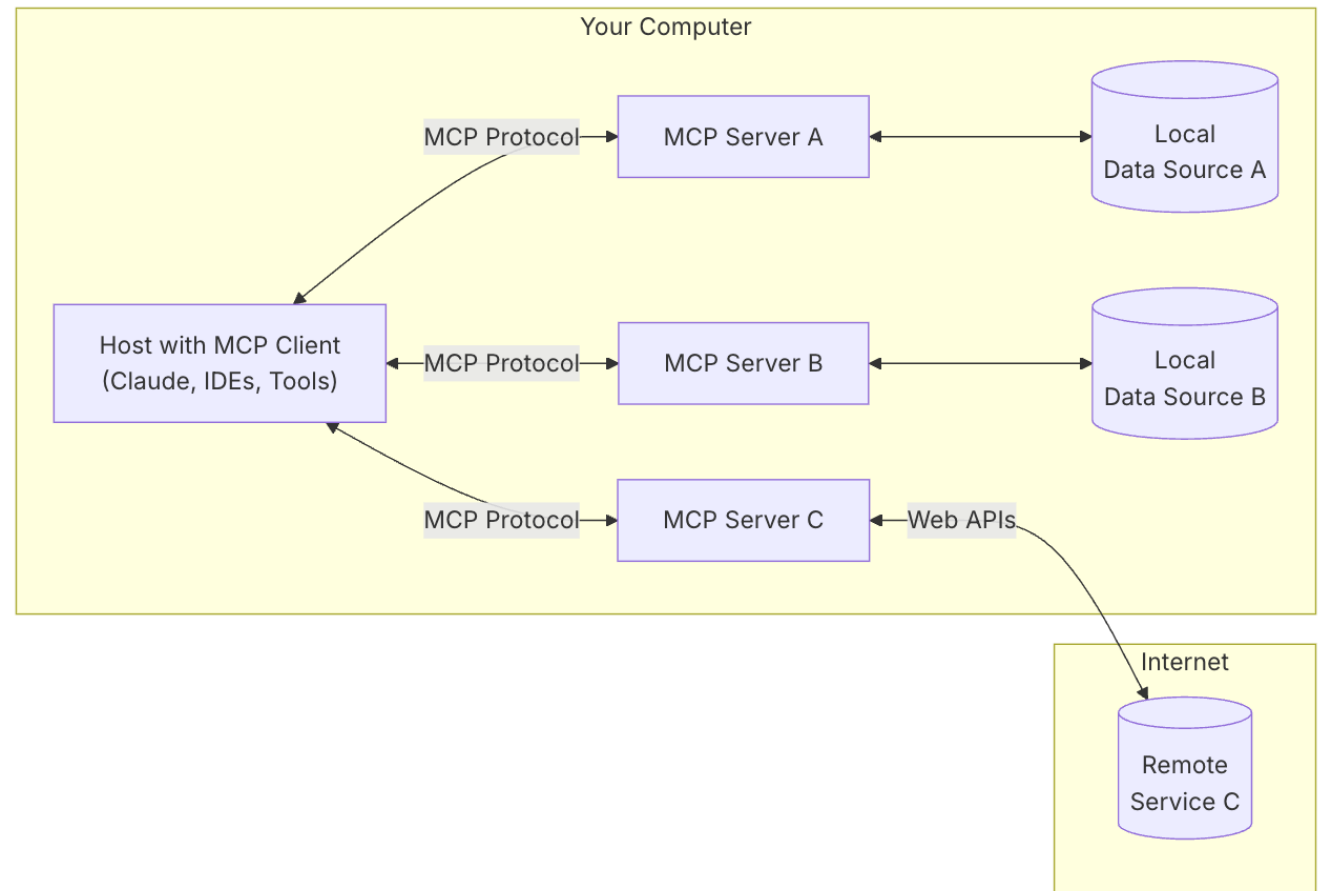 Your Computer
MCP Protocol
MCP Server A
Local
Data Source A
Host with MCP Client
(Claude, IDEs, Tools)
MCP Protocol
MCP Server B
Local
Data Source B
MCP Protocol
MCP Server C
Web APIs
Internet
Remote
Service C